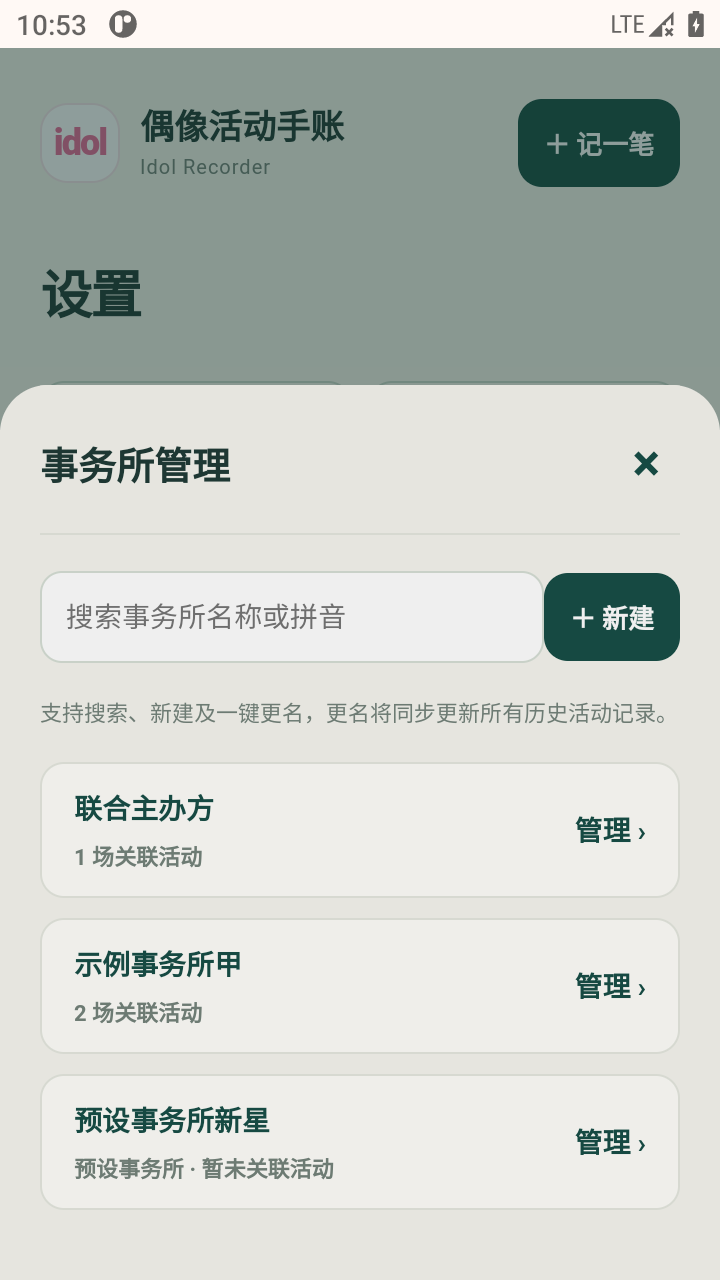 10:53
LTE
idol
偶像活动手账
Idol Recorder
＋ 记一笔
设置
事务所管理
×
搜索事务所名称或拼音
＋ 新建
支持搜索、新建及一键更名，更名将同步更新所有历史活动记录。
联合主办方
1 场关联活动
管理 ›
示例事务所甲
2 场关联活动
管理 ›
预设事务所新星
预设事务所 · 暂未关联活动
管理 ›